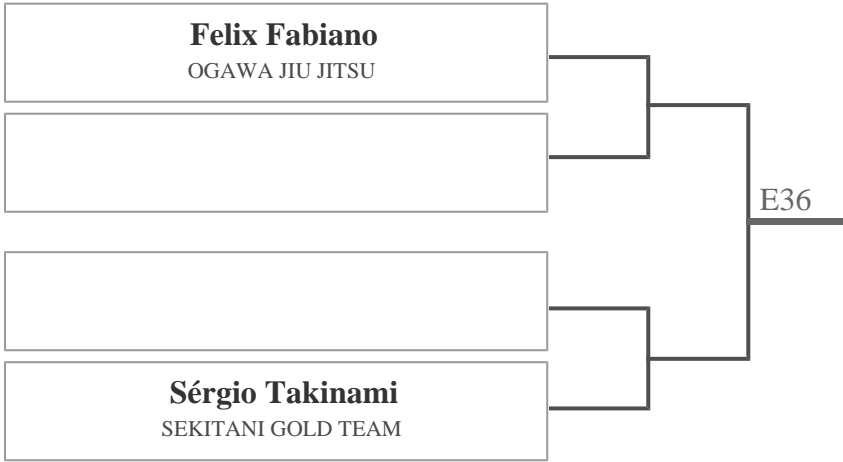 Felix Fabiano
OGAWA JIU JITSU
E36
Sérgio Takinami
SEKITANI GOLD TEAM